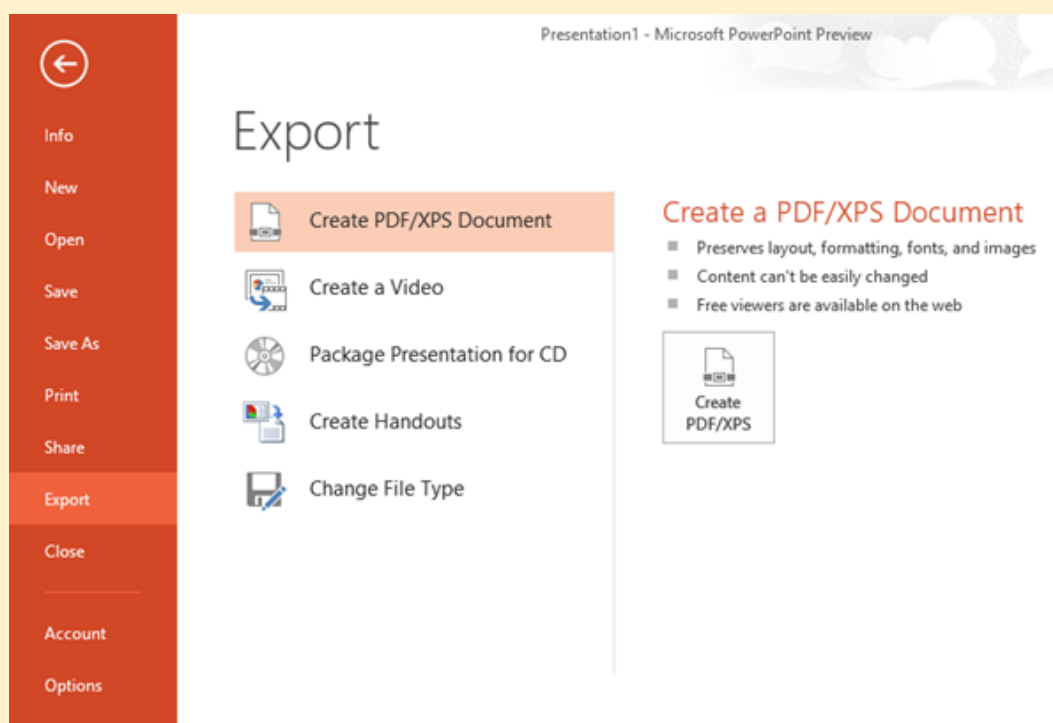 Presentation1 - Microsoft PowerPoint Preview
Info
New
Open
Save
Save As
Print
Share
Export
Close
Account
Options
Export
Create PDF/XPS Document
Create a Video
Package Presentation for CD
Create Handouts
Change File Type
Create a PDF/XPS Document
Preserves layout, formatting, fonts, and images
Content can't be easily changed
Free viewers are available on the web
Create
PDF/XPS